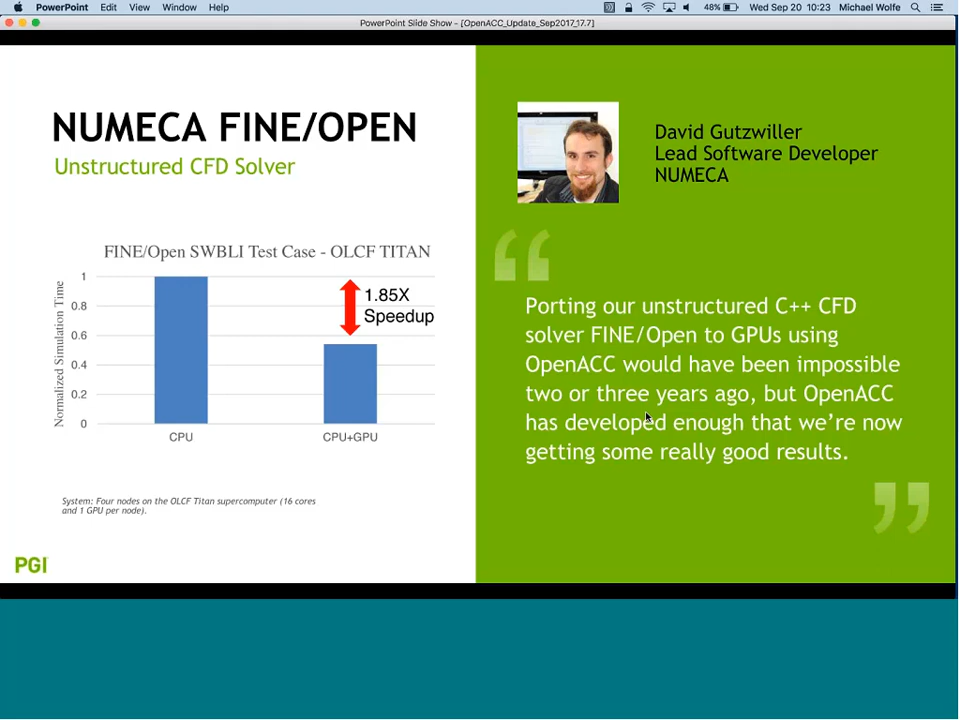 PowerPoint Edit View Window Help 48% Wed Sep 20 10:23 Michael Wolfe
PowerPoint Slide Show - [OpenACC_Update_Sep2017_17.7]
NUMECA FINE/OPEN
Unstructured CFD Solver
FINE/Open SWBLI Test Case - OLCF TITAN
Normalized Simulation Time
1
0.8
0.6
0.4
0.2
0
1.85X
Speedup
CPU
CPU+GPU
System: Four nodes on the OLCF Titan supercomputer (16 cores
and 1 GPU per node).
PGI
David Gutzwiller
Lead Software Developer
NUMECA
“
Porting our unstructured C++ CFD
solver FINE/Open to GPUs using
OpenACC would have been impossible
two or three years ago, but OpenACC
has developed enough that we’re now
getting some really good results.
”